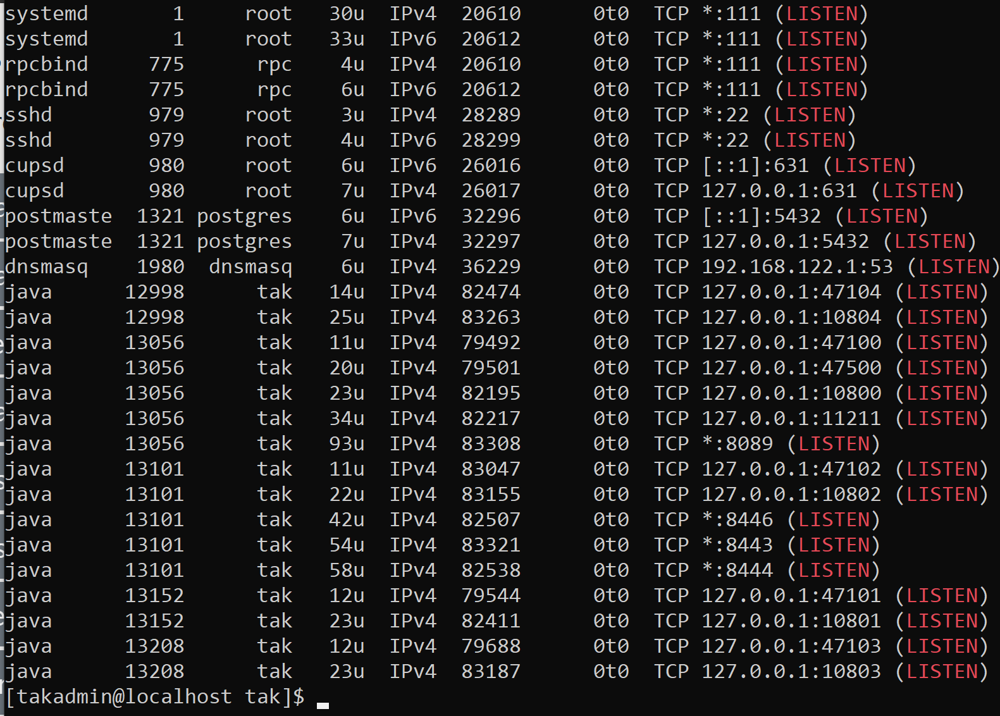 systemd 1 root 30u IPv4 20610 0t0 TCP *:111 (LISTEN)
systemd 1 root 33u IPv6 20612 0t0 TCP *:111 (LISTEN)
rpcbind 775 rpc 4u IPv4 20610 0t0 TCP *:111 (LISTEN)
rpcbind 775 rpc 6u IPv6 20612 0t0 TCP *:111 (LISTEN)
sshd 979 root 3u IPv4 28289 0t0 TCP *:22 (LISTEN)
sshd 979 root 4u IPv6 28299 0t0 TCP *:22 (LISTEN)
cupsd 980 root 6u IPv6 26016 0t0 TCP [::1]:631 (LISTEN)
cupsd 980 root 7u IPv4 26017 0t0 TCP 127.0.0.1:631 (LISTEN)
postmaste 1321 postgres 6u IPv6 32296 0t0 TCP [::1]:5432 (LISTEN)
postmaste 1321 postgres 7u IPv4 32297 0t0 TCP 127.0.0.1:5432 (LISTEN)
dnsmasq 1980 dnsmasq 6u IPv4 36229 0t0 TCP 192.168.122.1:53 (LISTEN)
java 12998 tak 14u IPv4 82474 0t0 TCP 127.0.0.1:47104 (LISTEN)
java 12998 tak 25u IPv4 83263 0t0 TCP 127.0.0.1:10804 (LISTEN)
java 13056 tak 11u IPv4 79492 0t0 TCP 127.0.0.1:47100 (LISTEN)
java 13056 tak 20u IPv4 79501 0t0 TCP 127.0.0.1:47500 (LISTEN)
java 13056 tak 23u IPv4 82195 0t0 TCP 127.0.0.1:10800 (LISTEN)
java 13056 tak 34u IPv4 82217 0t0 TCP 127.0.0.1:11211 (LISTEN)
java 13056 tak 93u IPv4 83308 0t0 TCP *:8089 (LISTEN)
java 13101 tak 11u IPv4 83047 0t0 TCP 127.0.0.1:47102 (LISTEN)
java 13101 tak 22u IPv4 83155 0t0 TCP 127.0.0.1:10802 (LISTEN)
java 13101 tak 42u IPv4 82507 0t0 TCP *:8446 (LISTEN)
java 13101 tak 54u IPv4 83321 0t0 TCP *:8443 (LISTEN)
java 13101 tak 58u IPv4 82538 0t0 TCP *:8444 (LISTEN)
java 13152 tak 12u IPv4 79544 0t0 TCP 127.0.0.1:47101 (LISTEN)
java 13152 tak 23u IPv4 82411 0t0 TCP 127.0.0.1:10801 (LISTEN)
java 13208 tak 12u IPv4 79688 0t0 TCP 127.0.0.1:47103 (LISTEN)
java 13208 tak 23u IPv4 83187 0t0 TCP 127.0.0.1:10803 (LISTEN)
[takadmin@localhost tak]$